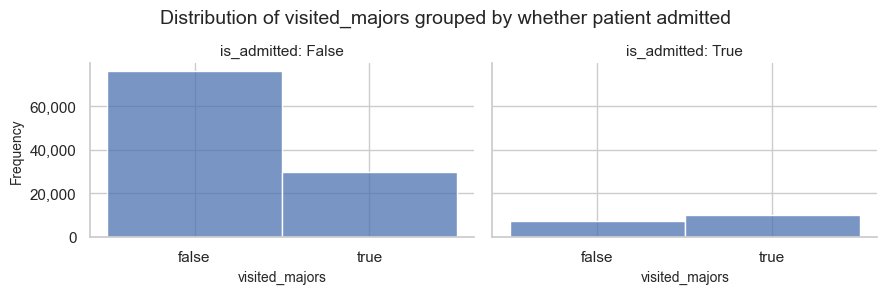 Distribution of visited_majors grouped by whether patient admitted
is_admitted: False
is_admitted: True
Frequency
60,000
40,000
20,000
0
false
true
false
true
visited_majors
visited_majors